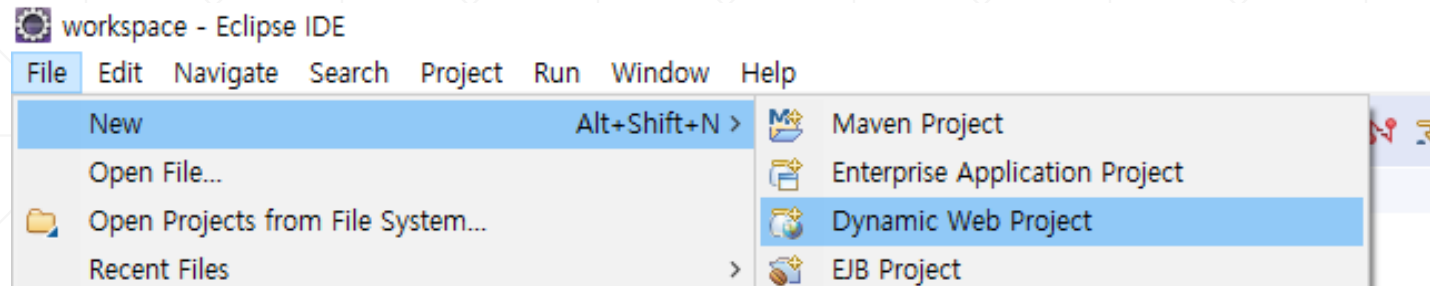 workspace - Eclipse IDE
File Edit Navigate Search Project Run Window Help
New Alt+Shift+N >
Open File...
Open Projects from File System...
Recent Files >
Maven Project
Enterprise Application Project
Dynamic Web Project
EJB Project